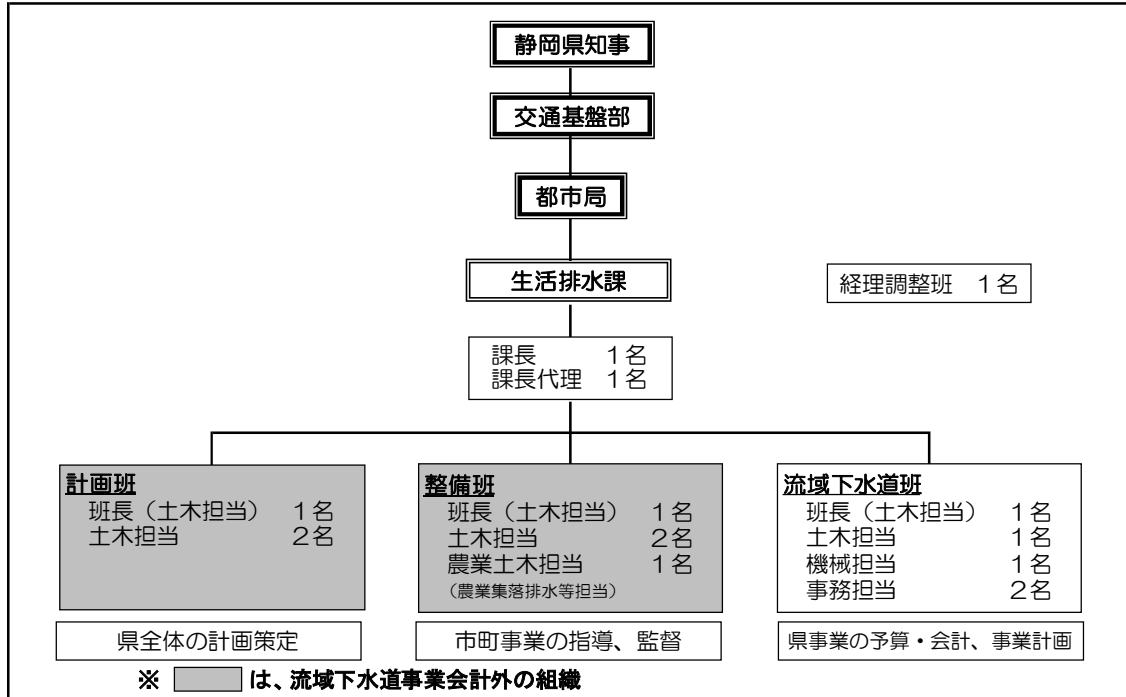 静岡県知事
交通基盤部
都市局
生活排水課
経理調整班　１名
課長　１名
課長代理　１名
計画班
班長（土木担当）　１名
土木担当　２名
整備班
班長（土木担当）　１名
土木担当　２名
農業土木担当　１名
（農業集落排水等担当）
流域下水道班
班長（土木担当）　１名
土木担当　１名
機械担当　１名
事務担当　２名
県全体の計画策定
市町事業の指導、監督
県事業の予算・会計、事業計画
※　は、流域下水道事業会計外の組織